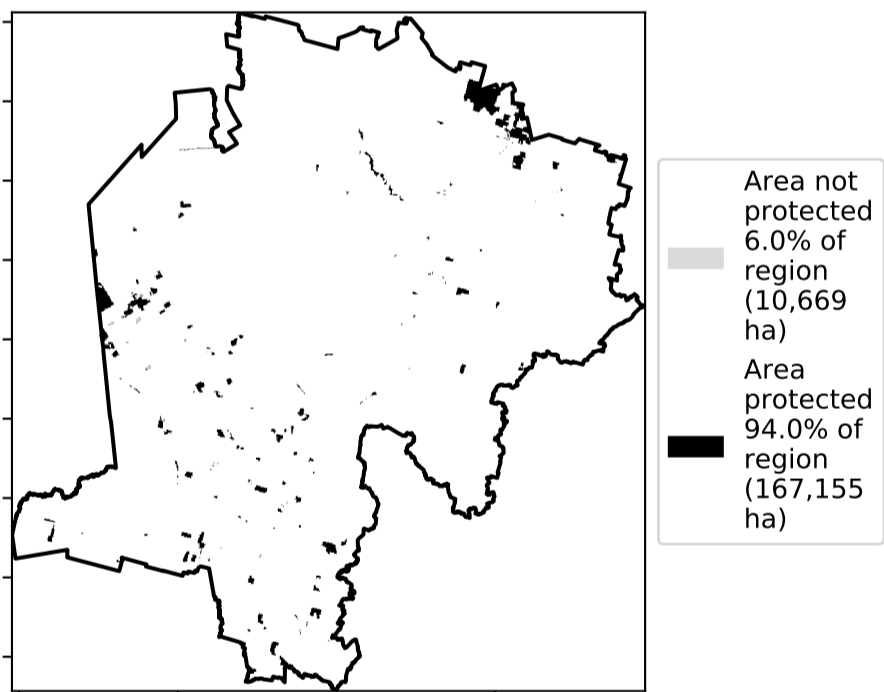 Area not
protected
6.0% of
region
(10,669
ha)
Area
protected
94.0% of
region
(167,155
ha)